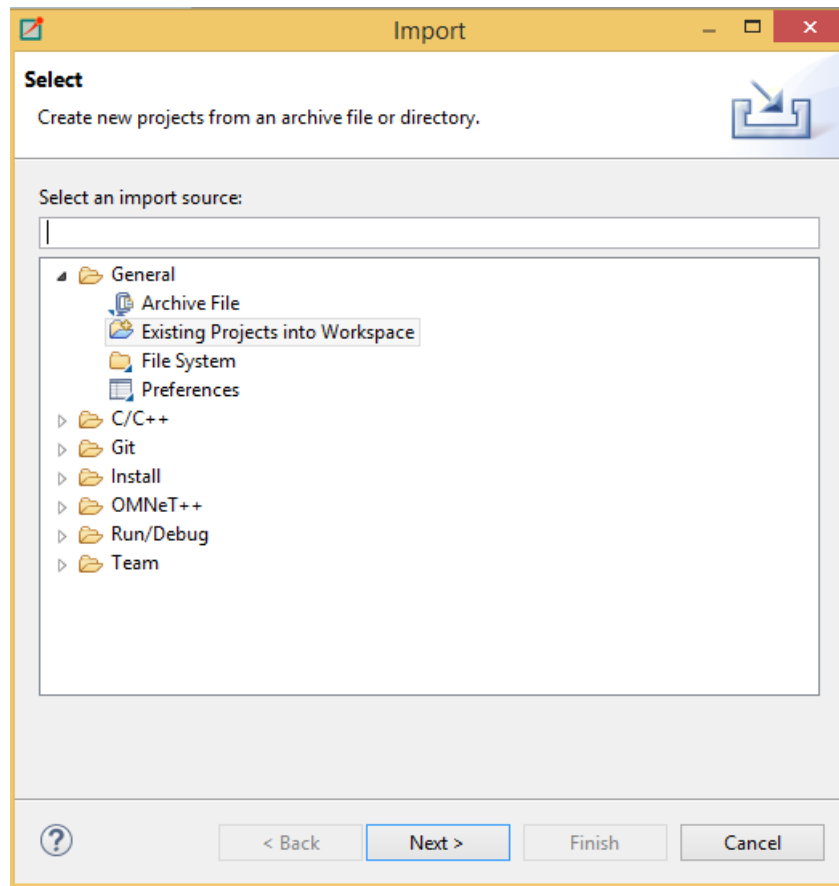 Import
Select
Create new projects from an archive file or directory.
Select an import source:
General
Archive File
Existing Projects into Workspace
File System
Preferences
C/C++
Git
Install
OMNeT++
Run/Debug
Team
? < Back Next > Finish Cancel